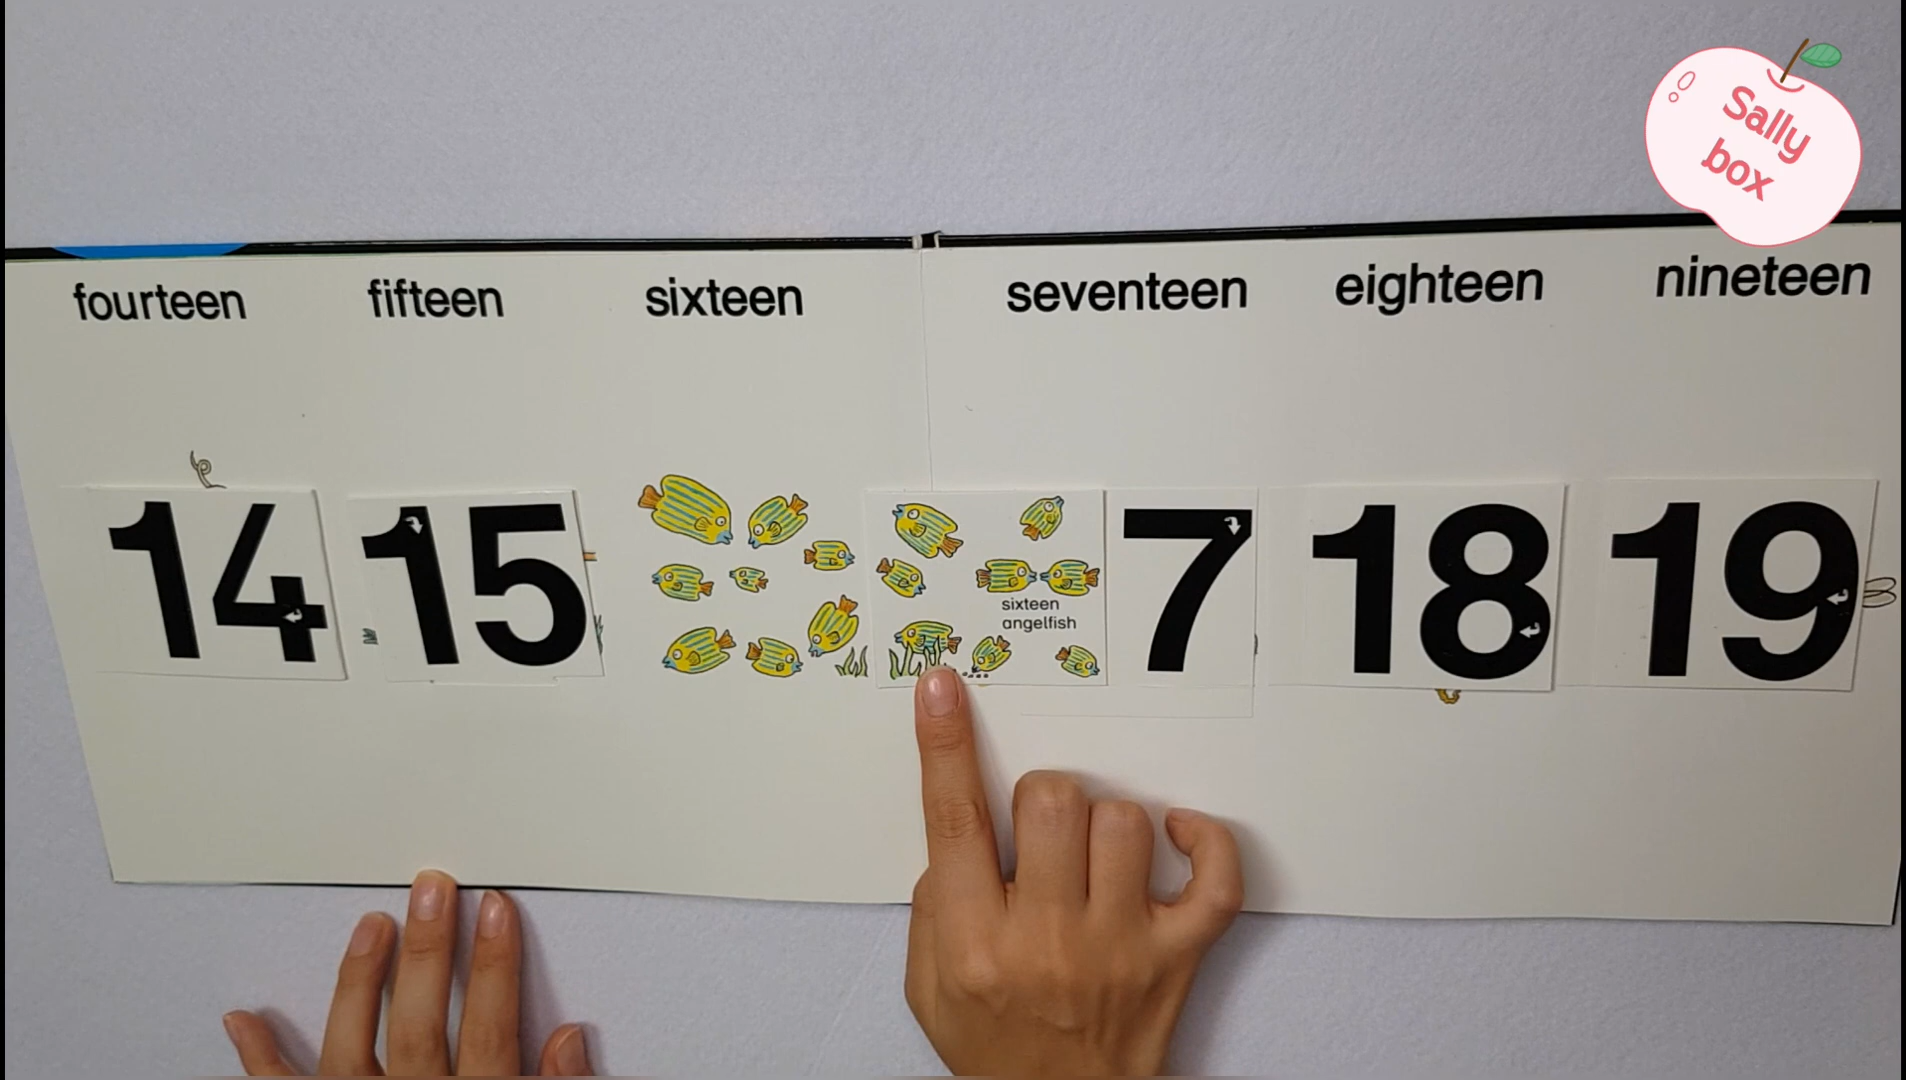 fourteen fifteen sixteen seventeen eighteen nineteen
14 15 7 18 19
sixteen
angelfish
Sally
box